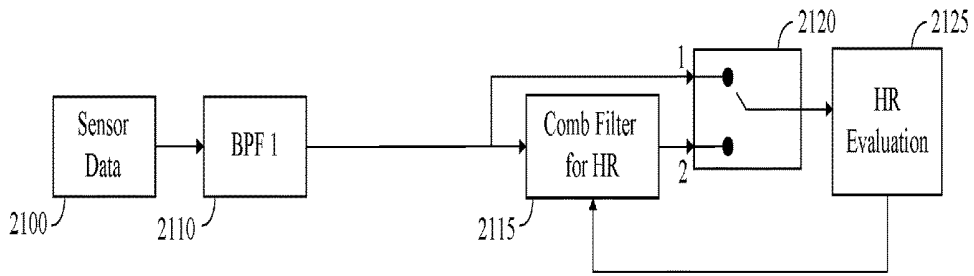 2120
2125
1
Sensor
Data
BPF 1
Comb Filter
for HR
2
HR
Evaluation
2100
2110
2115